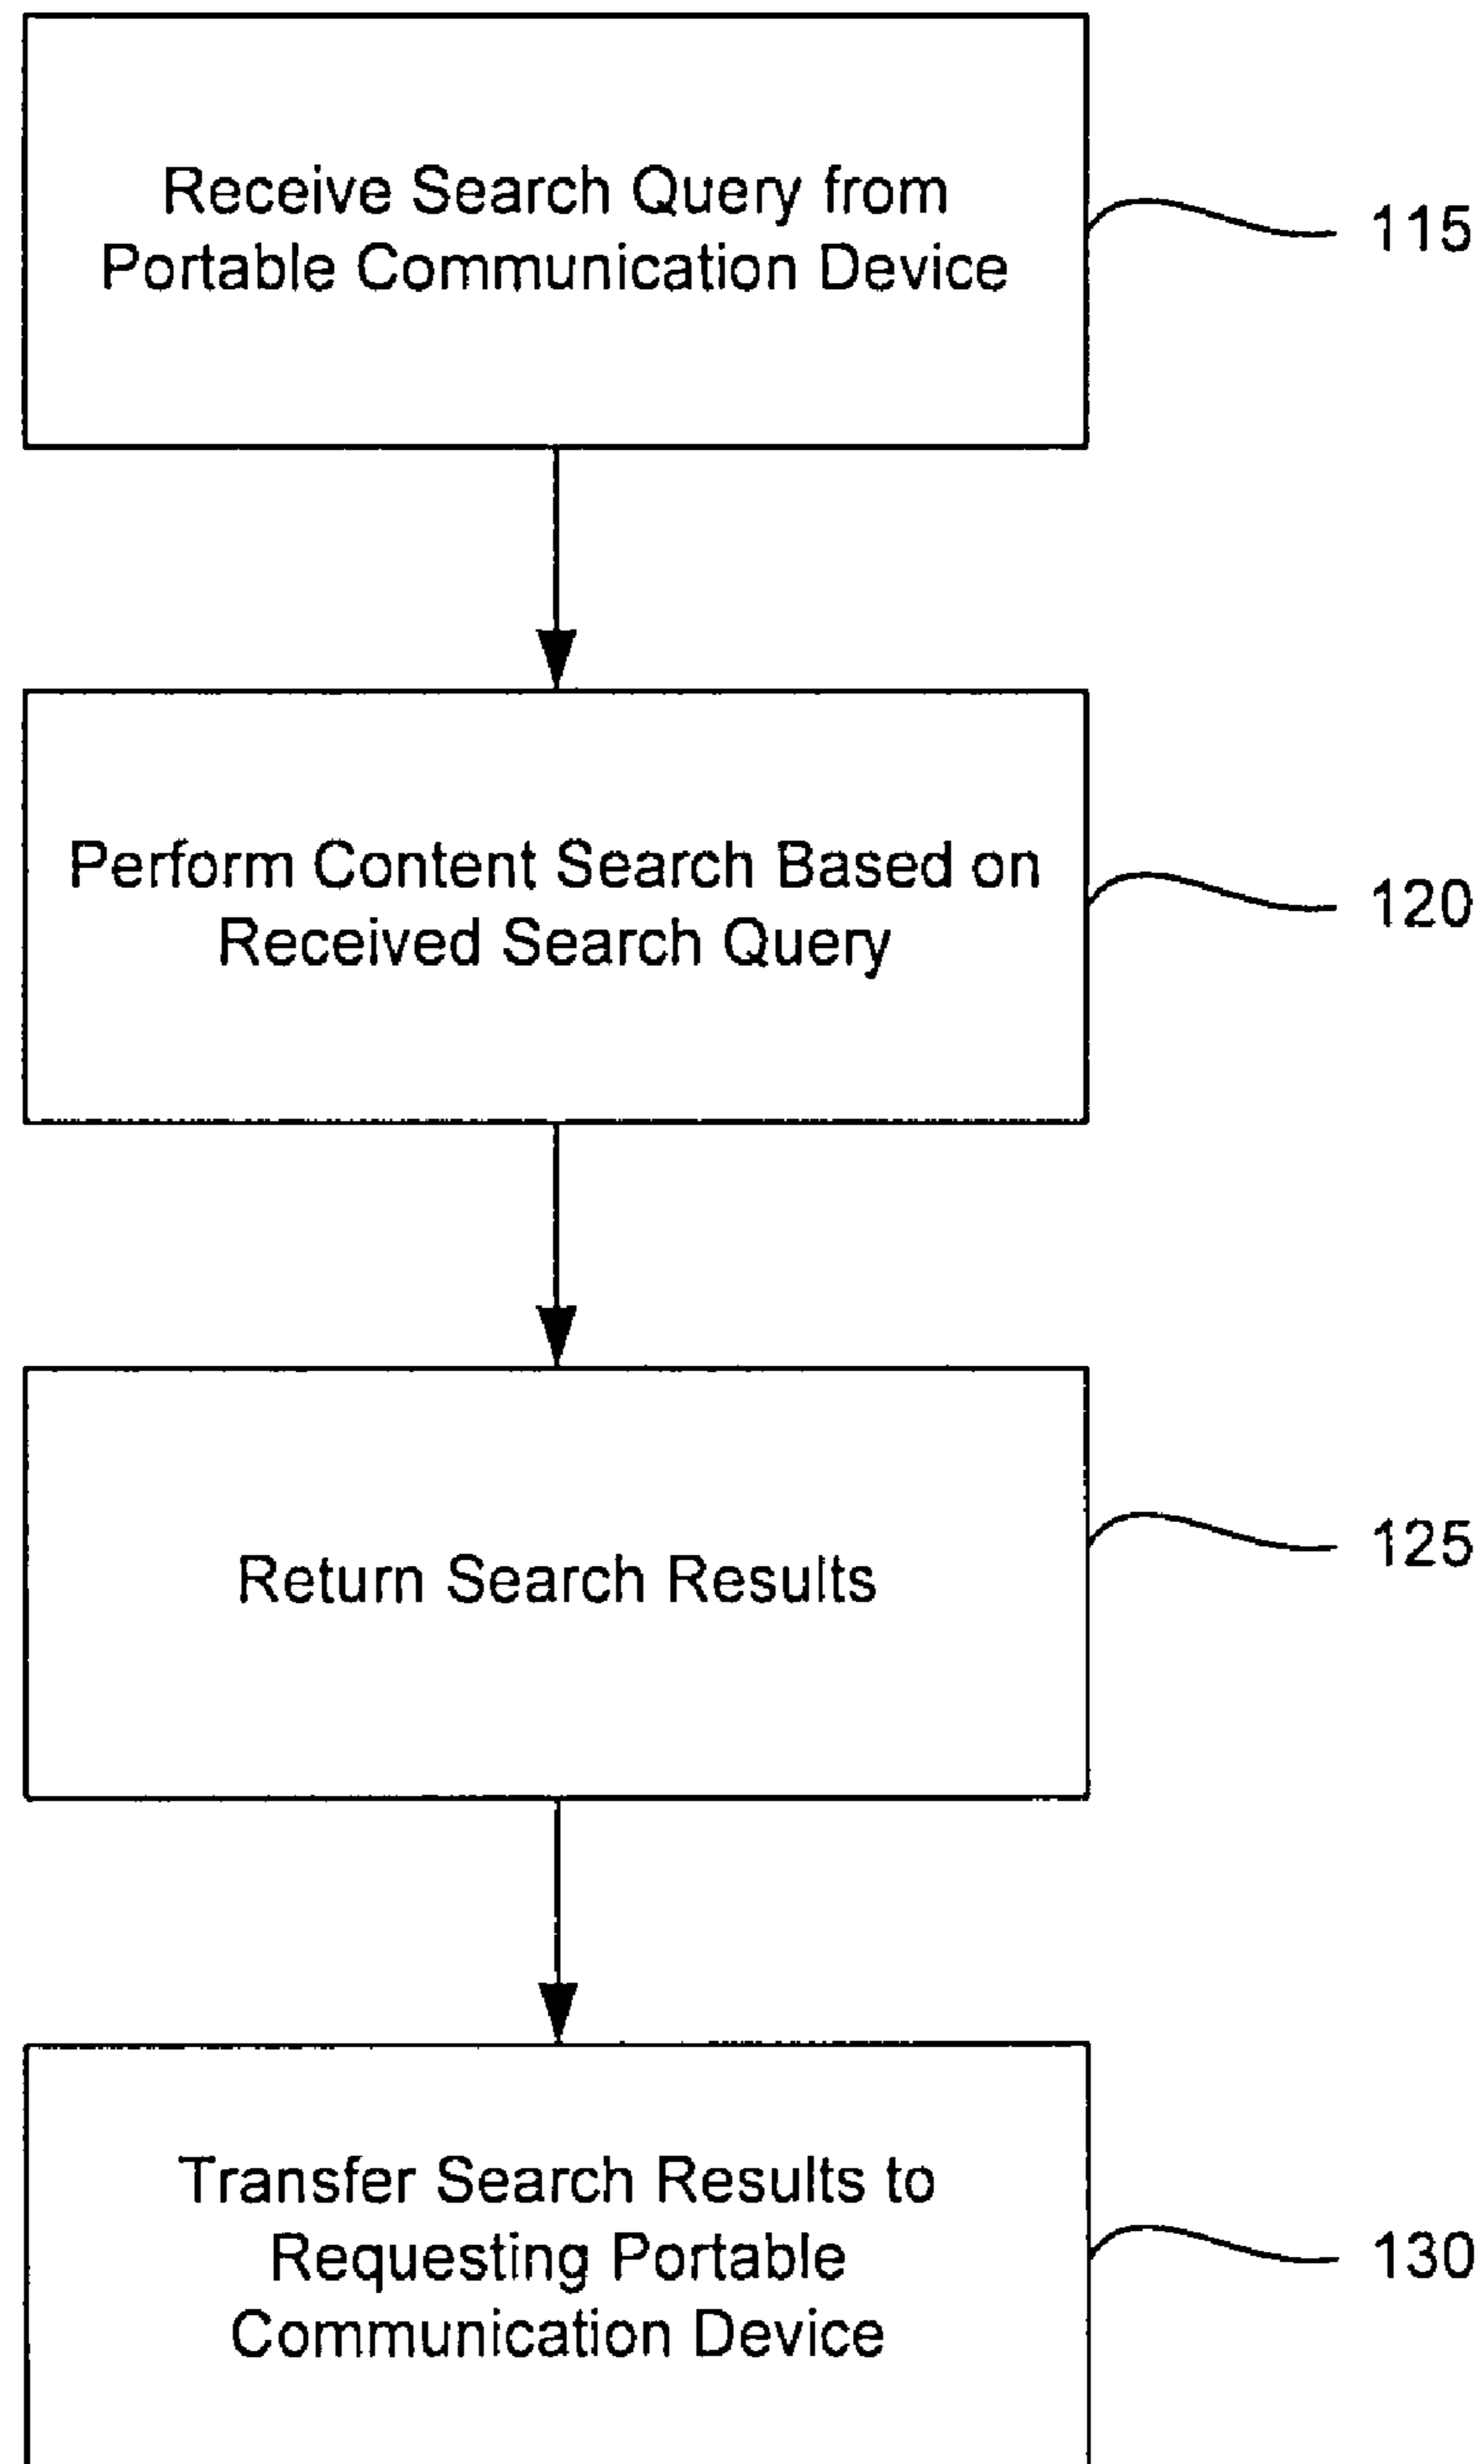 Receive Search Query from
Portable Communication Device
115
Perform Content Search Based on
Received Search Query
120
Return Search Results
125
Transfer Search Results to
Requesting Portable
Communication Device
130